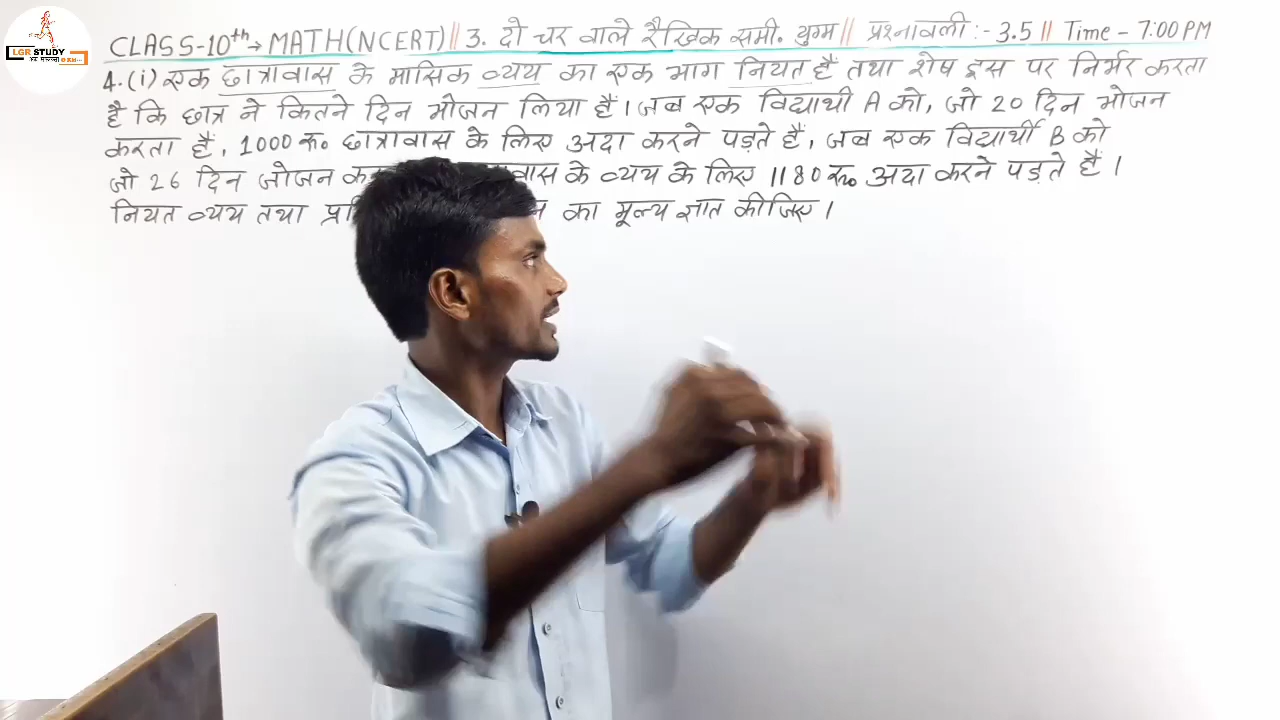 LGR STUDY
CLASS-10th → MATH(NCERT) || 3. दो चर वाले रैखिक समी. युग्म || प्रश्नावली :- 3.5 || Time - 7:00 PM
4.(i) एक छात्रावास के मासिक व्यय का एक भाग नियत है तथा शेष इस पर निर्भर करता
है कि छात्र ने कितने दिन भोजन लिया है। जब एक विद्यार्थी A को, जो 20 दिन भोजन
करता है, 1000 रू० छात्रावास के लिए अदा करने पड़ते हैं, जब एक विद्यार्थी B को
जो 26 दिन भोजन के व्यय के लिए 1180 रू० अदा करने पड़ते हैं।
नियत व्यय तथा का मूल्य ज्ञात कीजिए।